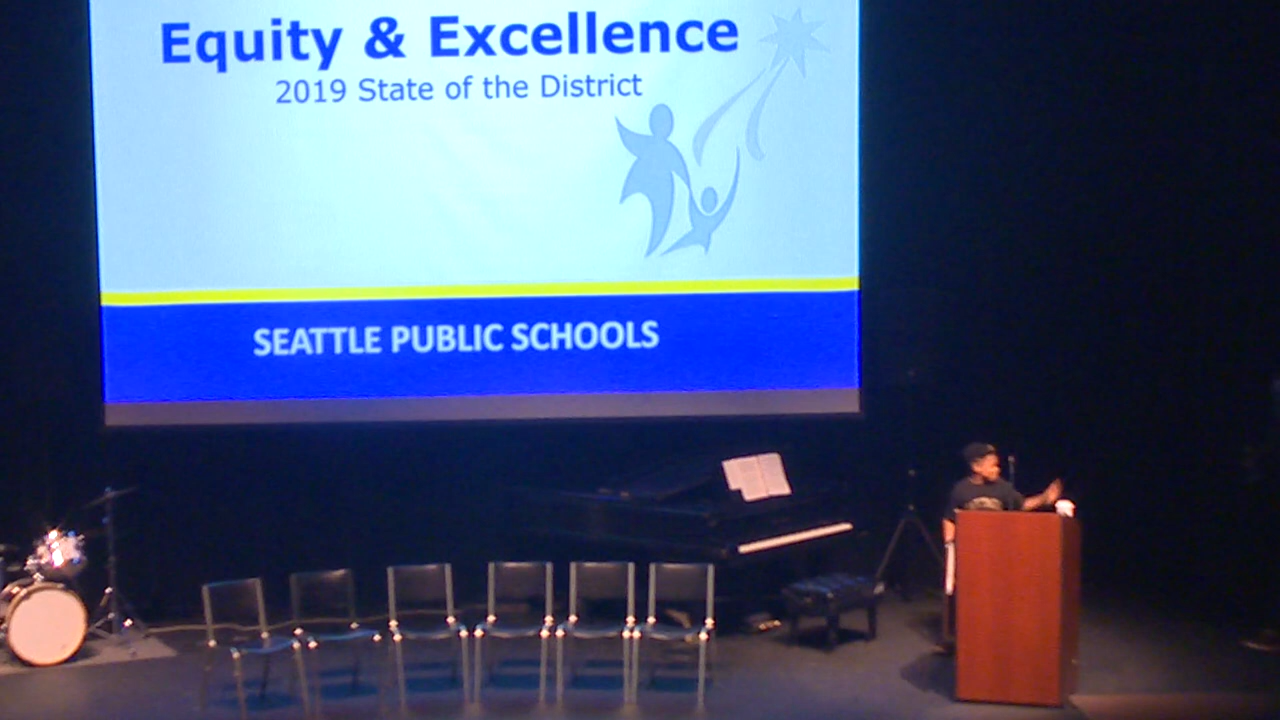 Equity & Excellence
2019 State of the District
SEATTLE PUBLIC SCHOOLS